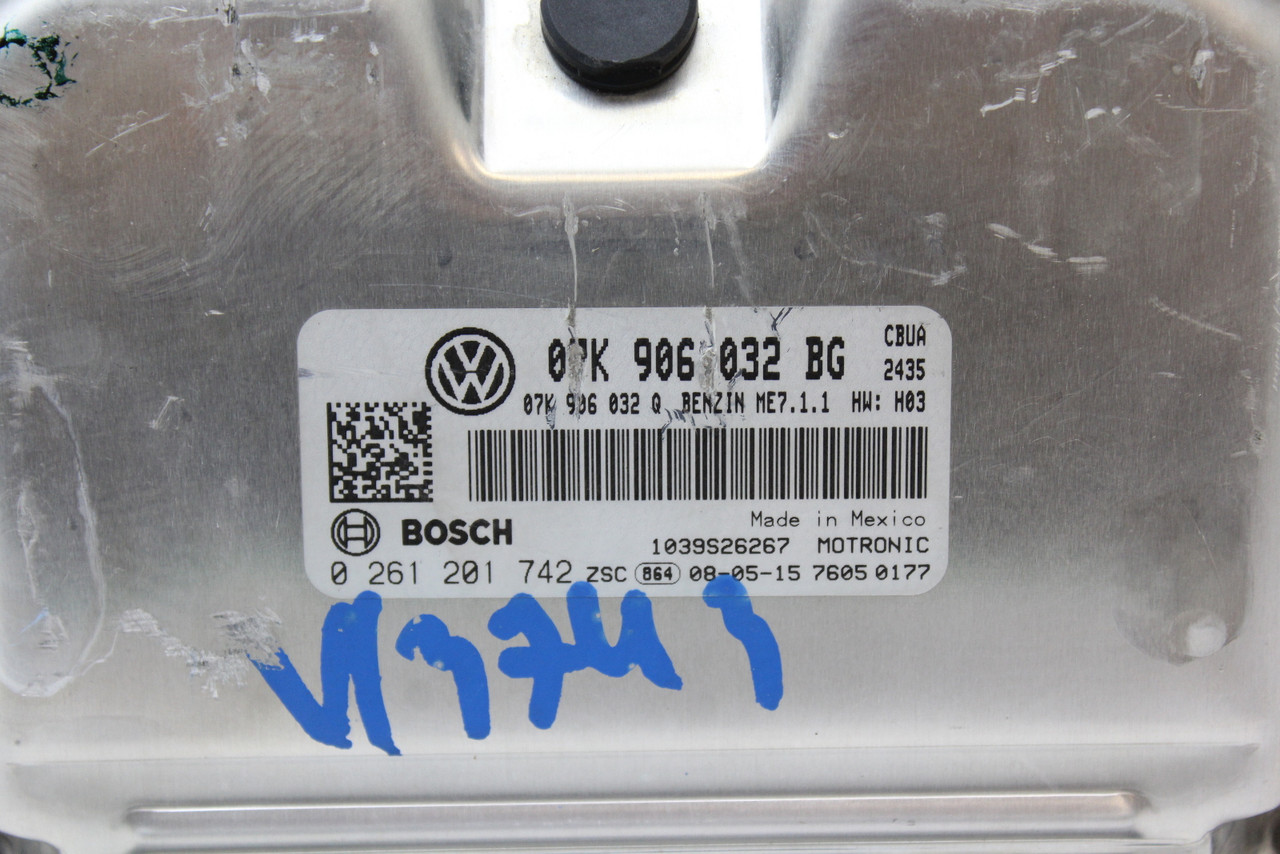 07K 906 032 BG
CBUA
2435
07K 906 032 Q BENZIN ME7.1.1 HW: H03
BOSCH
Made in Mexico
1039S26267 MOTRONIC
0 261 201 742 ZSC 864 08-05-15 7605 0177